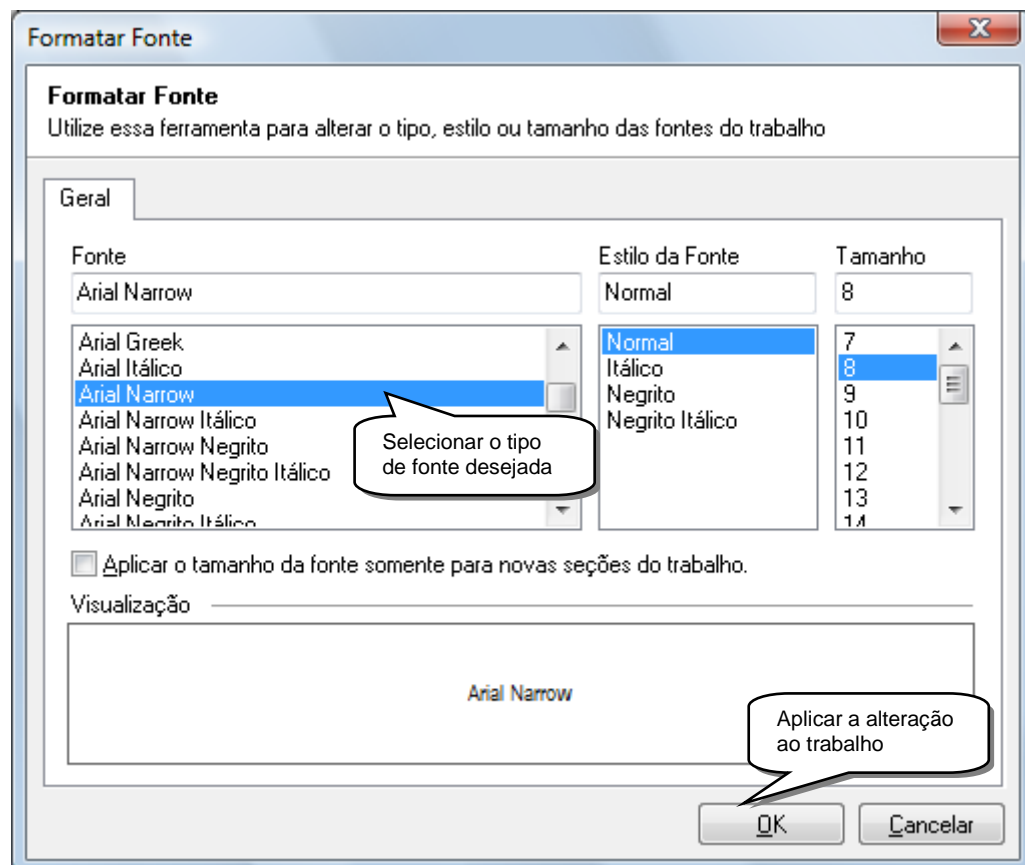 Formatar Fonte
Formatar Fonte
Utilize essa ferramenta para alterar o tipo, estilo ou tamanho das fontes do trabalho
Geral
Fonte
Arial Narrow
Arial Greek
Arial Itálico
Arial Narrow
Arial Narrow Itálico
Arial Narrow Negrito
Arial Narrow Negrito Itálico
Arial Negrito
Arial Negrito Itálico
Selecionar o tipo
de fonte desejada
Estilo da Fonte
Normal
Normal
Itálico
Negrito
Negrito Itálico
Tamanho
8
7
8
9
10
11
12
13
14
Aplicar o tamanho da fonte somente para novas seções do trabalho.
Visualização
Arial Narrow
Aplicar a alteração
ao trabalho
OK
Cancelar